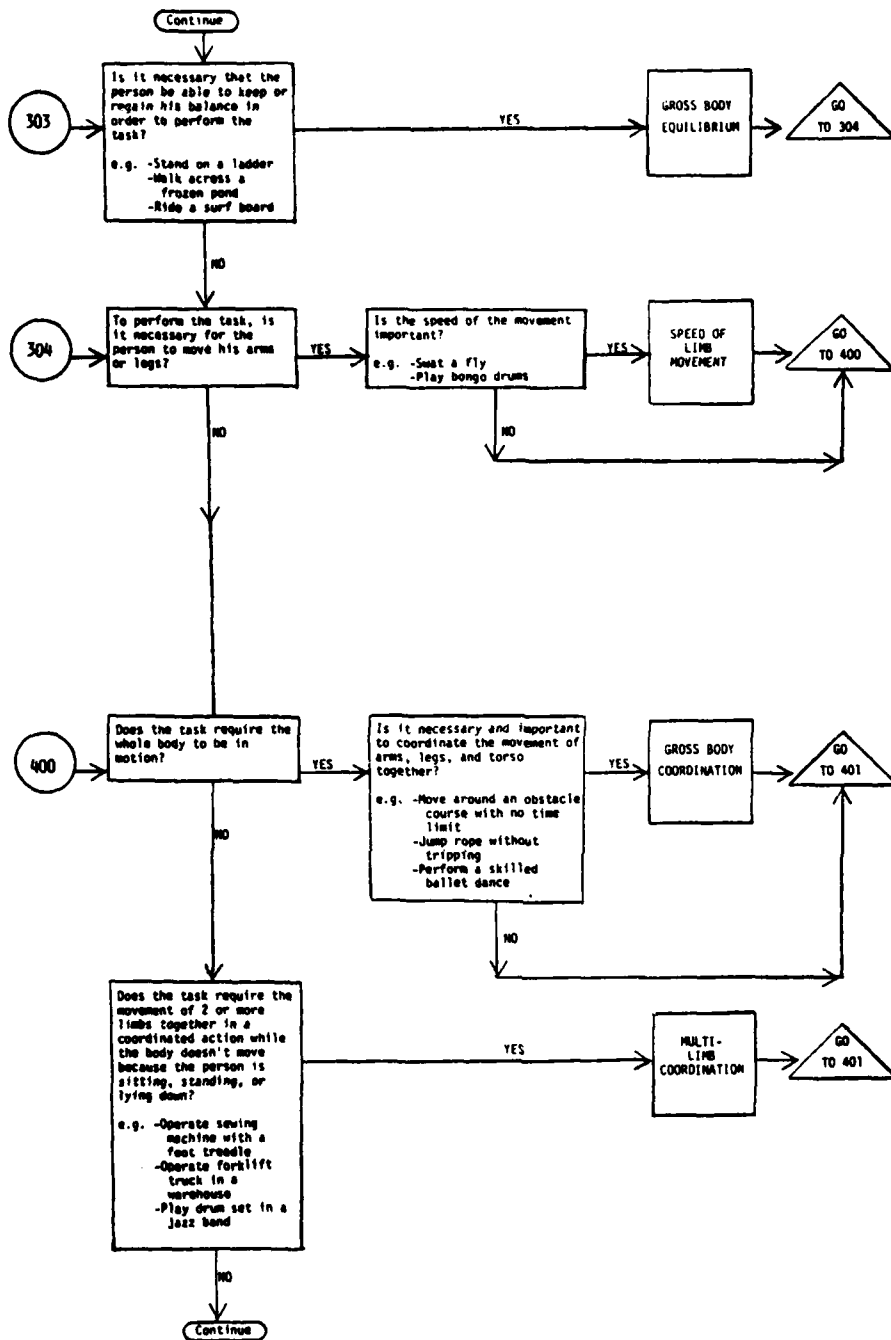 Continue
303
Is it necessary that the
person be able to keep or
regain his balance in
order to perform the
task?
e.g. -Stand on a ladder
-Walk across a
frozen pond
-Ride a surf board
YES
GROSS BODY
EQUILIBRIUM
GO
TO 304
NO
304
To perform the task, is
it necessary for the
person to move his arms
or legs?
YES
Is the speed of the movement
important?
e.g. -Swat a fly
-Play bongo drums
YES
SPEED OF
LIMB
MOVEMENT
GO
TO 400
NO
NO
400
Does the task require the
whole body to be in
motion?
YES
Is it necessary and important
to coordinate the movement of
arms, legs, and torso
together?
e.g. -Move around an obstacle
course with no time
limit
-Jump rope without
tripping
-Perform a skilled
ballet dance
YES
GROSS BODY
COORDINATION
GO
TO 401
NO
NO
Does the task require the
movement of 2 or more
limbs together in a
coordinated action while
the body doesn't move
because the person is
sitting, standing, or
lying down?
e.g. -Operate sewing
machine with a
foot treadle
-Operate forklift
truck in a
warehouse
-Play drum set in a
jazz band
YES
MULTI-
LIMB
COORDINATION
GO
TO 401
NO
Continue